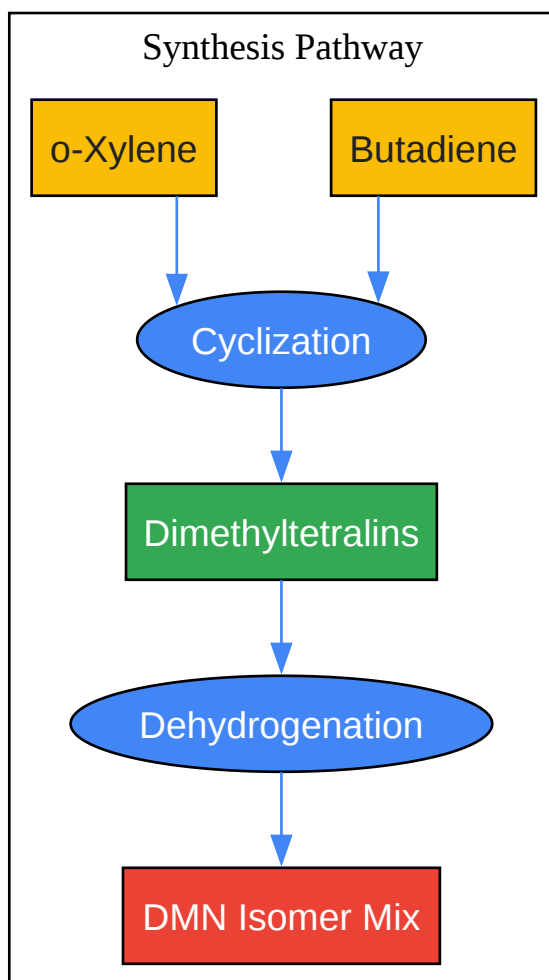 Synthesis Pathway
o-Xylene
Butadiene
Cyclization
Dimethyltetralins
Dehydrogenation
DMN Isomer Mix